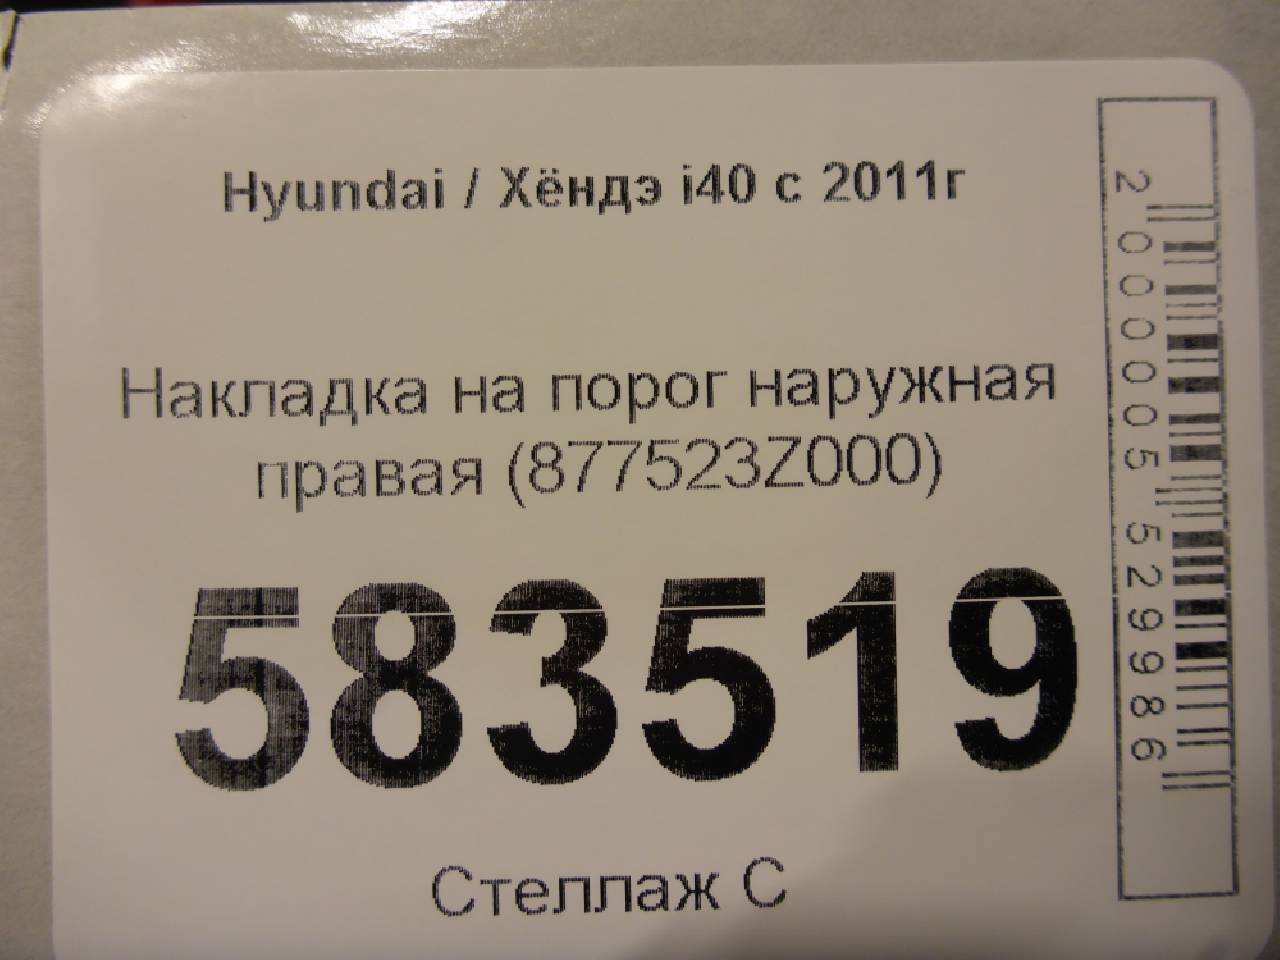 Hyundai / Хёндэ i40 с 2011г
Накладка на порог наружная
правая (877523Z000)
583519
Стеллаж С
2000005529986